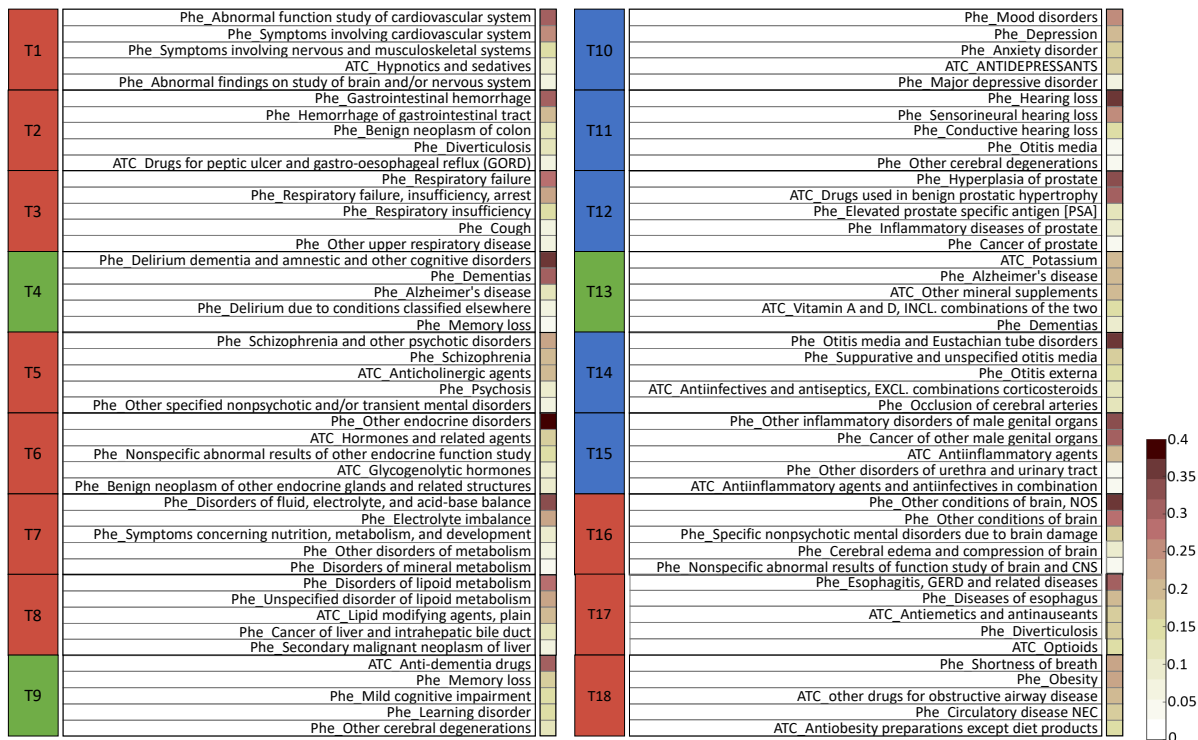 T1
Phe_Abnormal function study of cardiovascular system
Phe_Symptoms involving cardiovascular system
Phe_Symptoms involving nervous and musculoskeletal systems
ATC_Hypnotics and sedatives
Phe_Abnormal findings on study of brain and/or nervous system
T2
Phe_Gastrointestinal hemorrhage
Phe_Hemorrhage of gastrointestinal tract
Phe_Benign neoplasm of colon
Phe_Diverticulosis
ATC_Drugs for peptic ulcer and gastro-oesophageal reflux (GORD)
T3
Phe_Respiratory failure
Phe_Respiratory failure, insufficiency, arrest
Phe_Respiratory insufficiency
Phe_Cough
Phe_Other upper respiratory disease
T4
Phe_Delirium dementia and amnestic and other cognitive disorders
Phe_Dementias
Phe_Alzheimer's disease
Phe_Delirium due to conditions classified elsewhere
Phe_Memory loss
T5
Phe_Schizophrenia and other psychotic disorders
Phe_Schizophrenia
ATC_Anticholinergic agents
Phe_Psychosis
Phe_Other specified nonpsychotic and/or transient mental disorders
T6
Phe_Other endocrine disorders
ATC_Hormones and related agents
Phe_Nonspecific abnormal results of other endocrine function study
ATC_Glycogenolytic hormones
Phe_Benign neoplasm of other endocrine glands and related structures
T7
Phe_Disorders of fluid, electrolyte, and acid-base balance
Phe_Electrolyte imbalance
Phe_Symptoms concerning nutrition, metabolism, and development
Phe_Other disorders of metabolism
Phe_Disorders of mineral metabolism
T8
Phe_Disorders of lipoid metabolism
Phe_Unspecified disorder of lipoid metabolism
ATC_Lipid modifying agents, plain
Phe_Cancer of liver and intrahepatic bile duct
Phe_Secondary malignant neoplasm of liver
T9
ATC_Anti-dementia drugs
Phe_Memory loss
Phe_Mild cognitive impairment
Phe_Learning disorder
Phe_Other cerebral degenerations
T10
Phe_Mood disorders
Phe_Depression
Phe_Anxiety disorder
ATC_ANTIDEPRESSANTS
Phe_Major depressive disorder
T11
Phe_Hearing loss
Phe_Sensorineural hearing loss
Phe_Conductive hearing loss
Phe_Otitis media
Phe_Other cerebral degenerations
T12
Phe_Hyperplasia of prostate
ATC_Drugs used in benign prostatic hypertrophy
Phe_Elevated prostate specific antigen [PSA]
Phe_Inflammatory diseases of prostate
Phe_Cancer of prostate
T13
ATC_Potassium
Phe_Alzheimer's disease
ATC_Other mineral supplements
ATC_Vitamin A and D, INCL. combinations of the two
Phe_Dementias
T14
Phe_Otitis media and Eustachian tube disorders
Phe_Suppurative and unspecified otitis media
Phe_Otitis externa
ATC_Antiinfectives and antiseptics, EXCL. combinations corticosteroids
Phe_Occlusion of cerebral arteries
T15
Phe_Other inflammatory disorders of male genital organs
Phe_Cancer of other male genital organs
ATC_Antiinflammatory agents
Phe_Other disorders of urethra and urinary tract
ATC_Antiinflammatory agents and antiinfectives in combination
T16
Phe_Other conditions of brain, NOS
Phe_Other conditions of brain
Phe_Specific nonpsychotic mental disorders due to brain damage
Phe_Cerebral edema and compression of brain
Phe_Nonspecific abnormal results of function study of brain and CNS
T17
Phe_Esophagitis, GERD and related diseases
Phe_Diseases of esophagus
ATC_Antiemetics and antinauseants
Phe_Diverticulosis
ATC_Optioids
T18
Phe_Shortness of breath
Phe_Obesity
ATC_other drugs for obstructive airway disease
Phe_Circulatory disease NEC
ATC_Antiobesity preparations except diet products
0.4
0.35
0.3
0.25
0.2
0.15
0.1
0.05
0